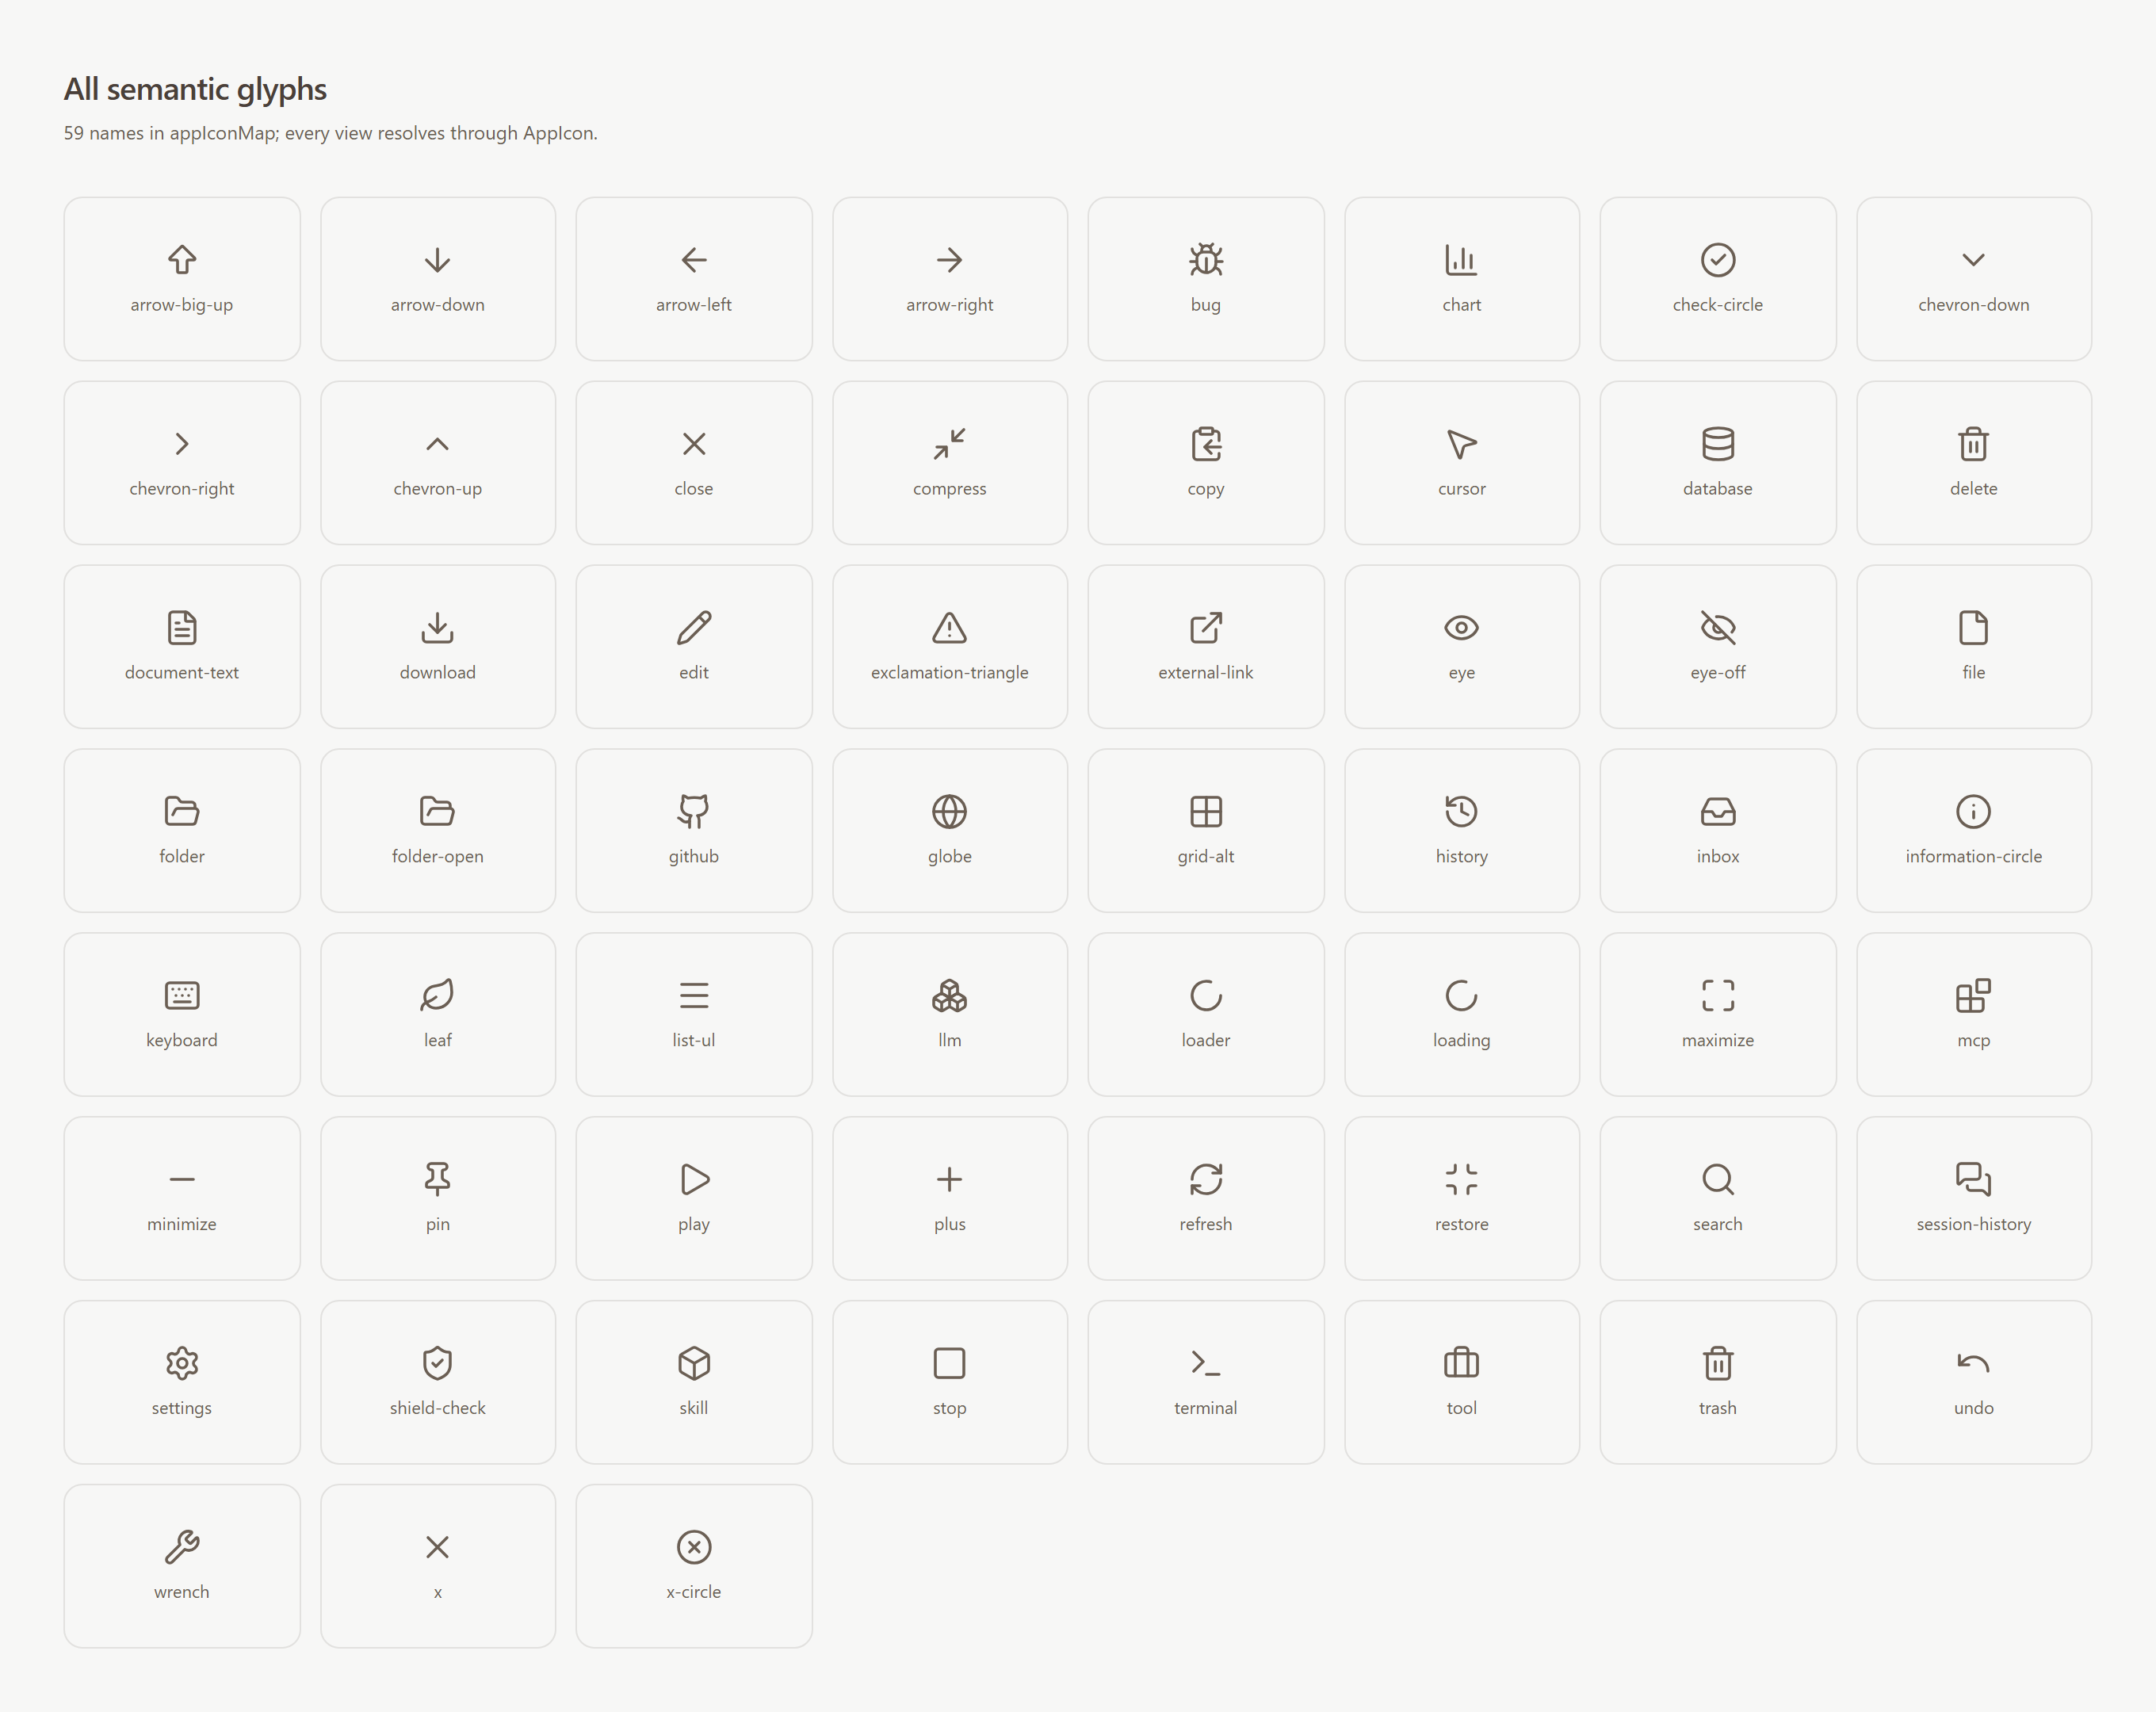 All semantic glyphs
59 names in appIconMap; every view resolves through AppIcon.
arrow-big-up
arrow-down
arrow-left
arrow-right
bug
chart
check-circle
chevron-down
chevron-right
chevron-up
close
compress
copy
cursor
database
delete
document-text
download
edit
exclamation-triangle
external-link
eye
eye-off
file
folder
folder-open
github
globe
grid-alt
history
inbox
information-circle
keyboard
leaf
list-ul
llm
loader
loading
maximize
mcp
minimize
pin
play
plus
refresh
restore
search
session-history
settings
shield-check
skill
stop
terminal
tool
trash
undo
wrench
x
x-circle